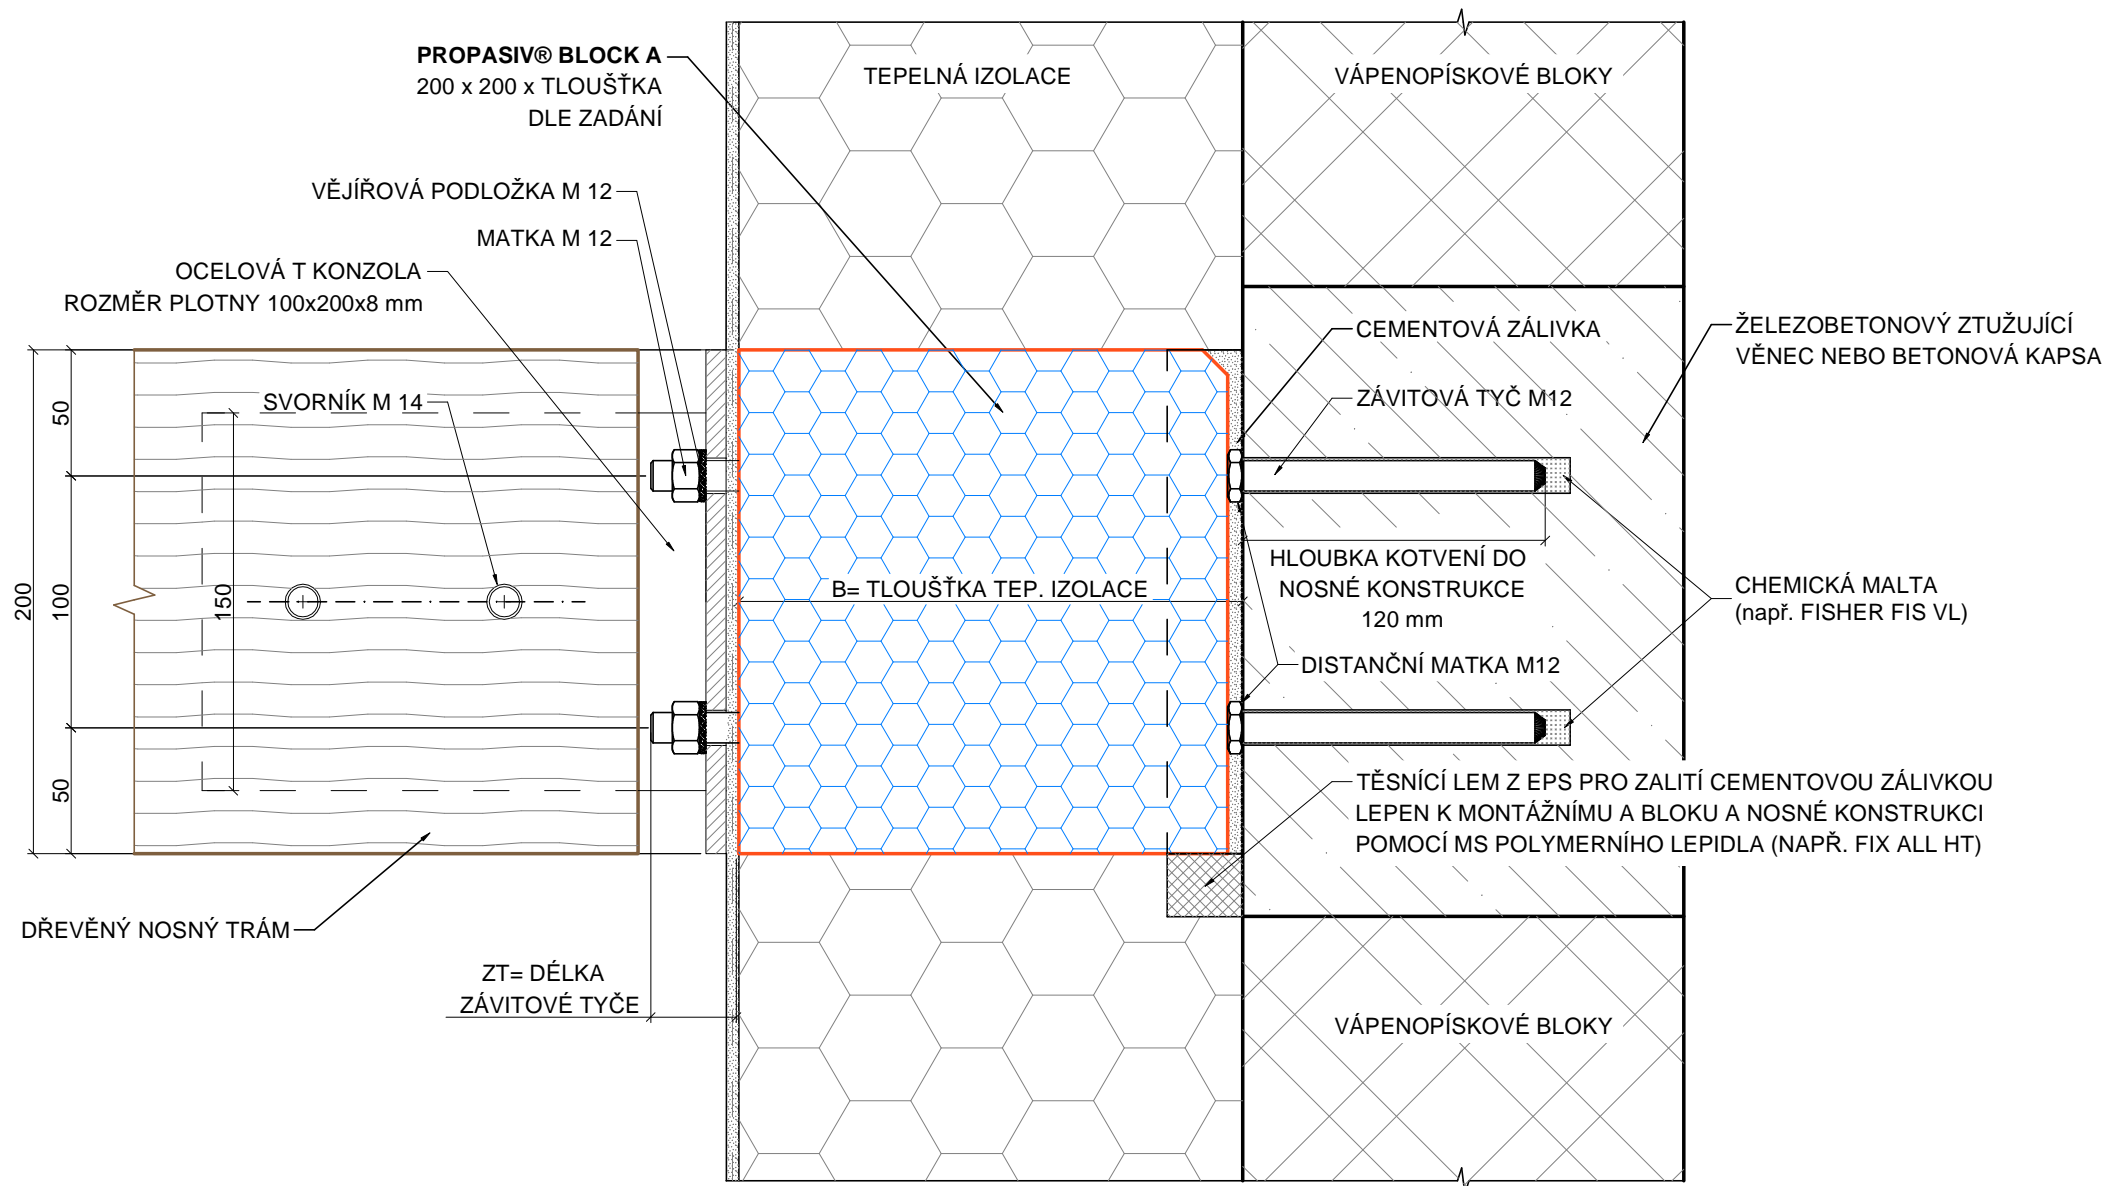 PROPASIV® BLOCK A
200 x 200 x TLOUŠŤKA
DLE ZADÁNÍ
TEPELNÁ IZOLACE
VÁPENOPÍSKOVÉ BLOKY
VĚJÍŘOVÁ PODLOŽKA M 12
MATKA M 12
OCELOVÁ T KONZOLA
ROZMĚR PLOTNY 100x200x8 mm
CEMENTOVÁ ZÁLIVKA
ŽELEZOBETONOVÝ ZTUŽUJÍCÍ
VĚNEC NEBO BETONOVÁ KAPSA
SVORNÍK M 14
ZÁVITOVÁ TYČ M12
50
200
100
150
50
B= TLOUŠŤKA TEP. IZOLACE
HLOUBKA KOTVENÍ DO
NOSNÉ KONSTRUKCE
120 mm
CHEMICKÁ MALTA
(např. FISHER FIS VL)
DISTANČNÍ MATKA M12
TĚSNÍCÍ LEM Z EPS PRO ZALITÍ CEMENTOVOU ZÁLIVKOU
LEPEN K MONTÁŽNÍMU A BLOKU A NOSNÉ KONSTRUKCI
POMOCÍ MS POLYMERNÍHO LEPIDLA (NAPŘ. FIX ALL HT)
DŘEVĚNÝ NOSNÝ TRÁM
ZT= DÉLKA
ZÁVITOVÉ TYČE
VÁPENOPÍSKOVÉ BLOKY